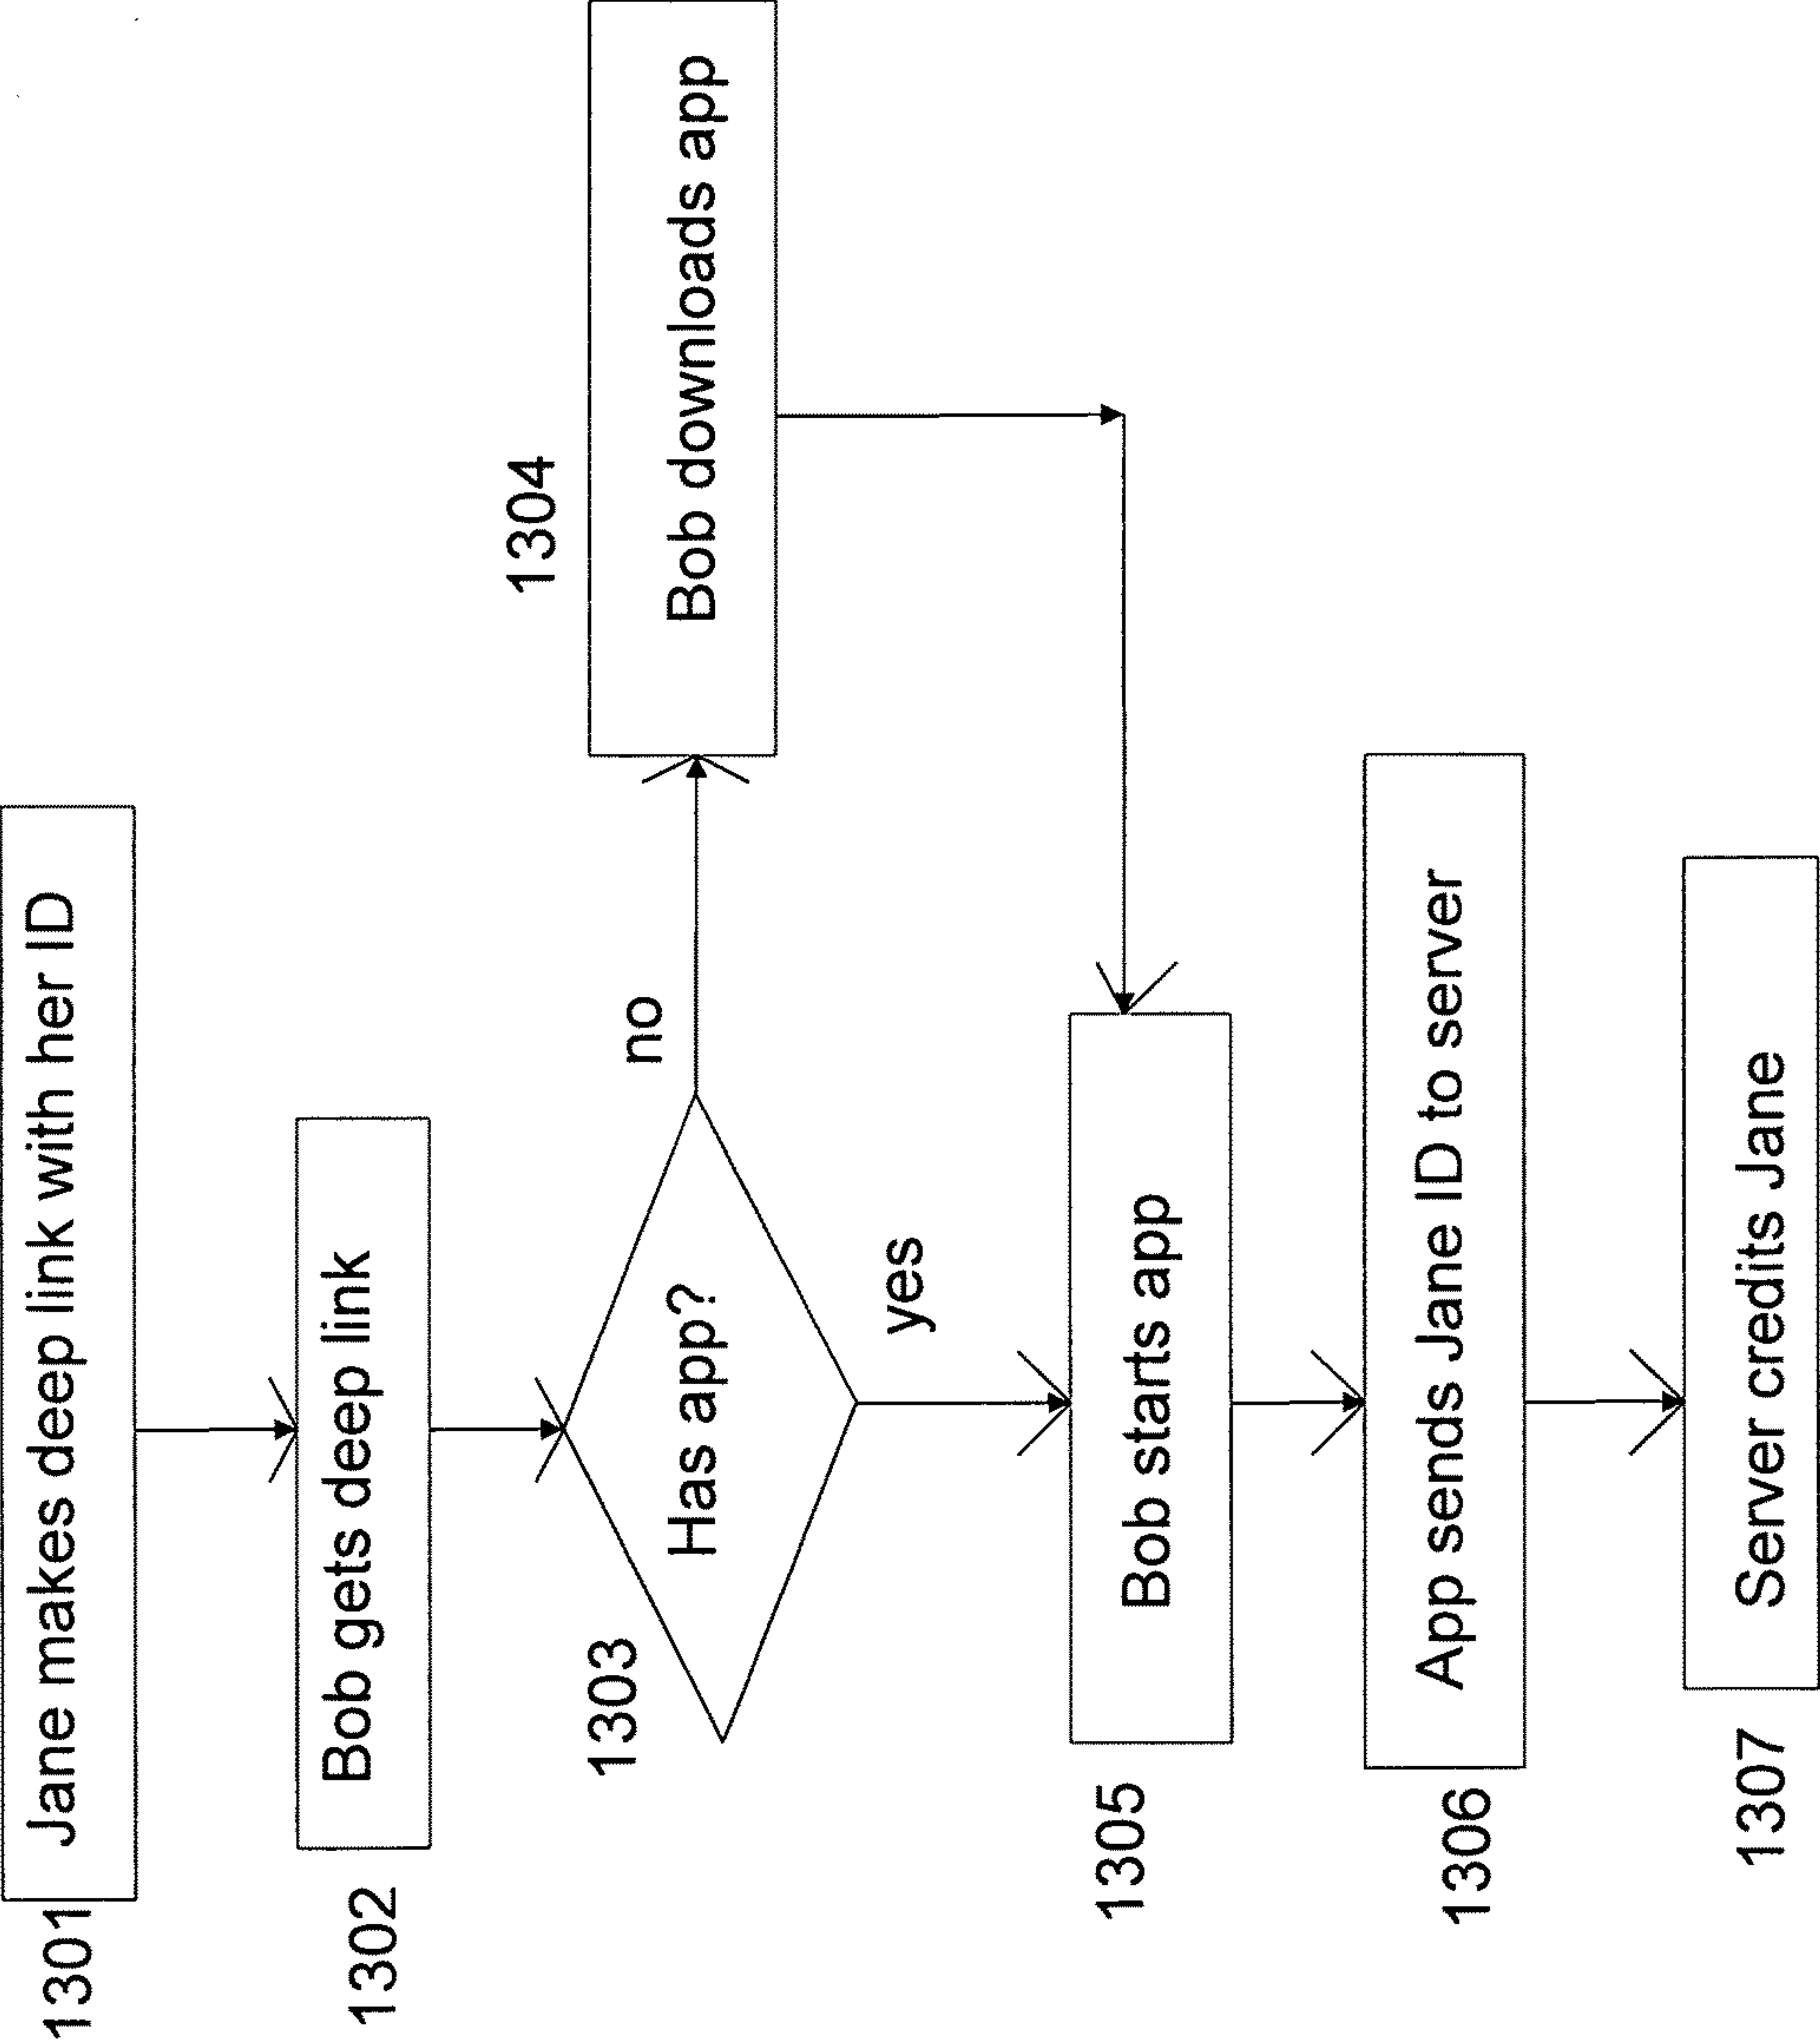 1301
Jane makes deep link with her ID
1302
Bob gets deep link
1303
Has app?
no
1304
Bob downloads app
yes
1305
Bob starts app
1306
App sends Jane ID to server
1307
Server credits Jane